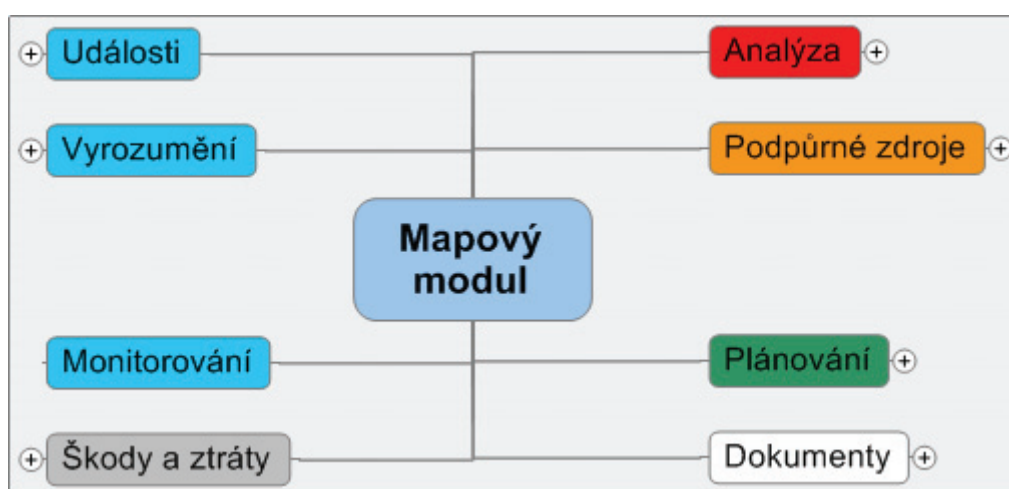 Události
Analýza
Vyrozumění
Podpůrné zdroje
Mapový
modul
Monitorování
Plánování
Škody a ztráty
Dokumenty